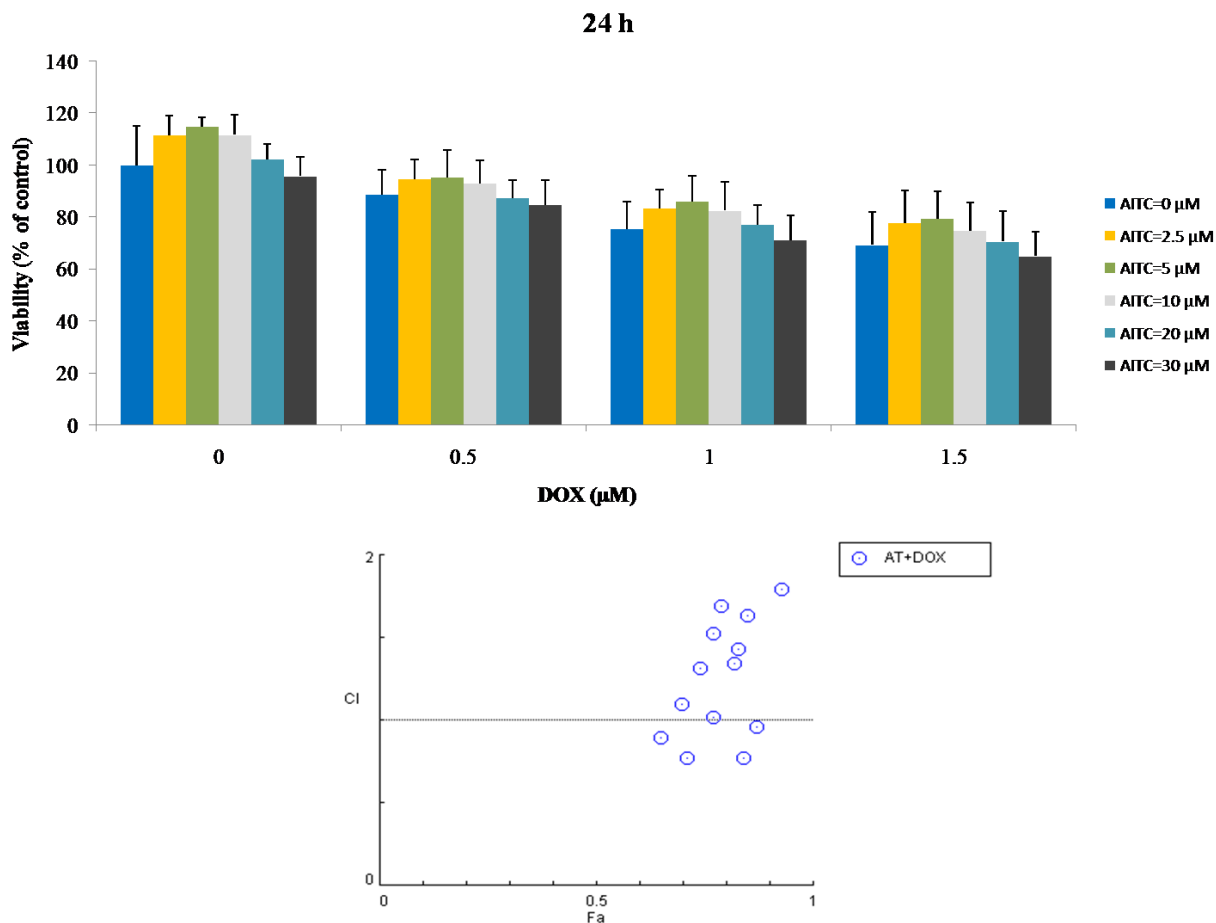 24 h
Viability (% of control)
140
120
100
80
60
40
20
0
0 0.5 1 1.5
DOX (µM)
AITC=0 µM
AITC=2.5 µM
AITC=5 µM
AITC=10 µM
AITC=20 µM
AITC=30 µM
AT+DOX
2
CI
0
0 0.5 1
Fa